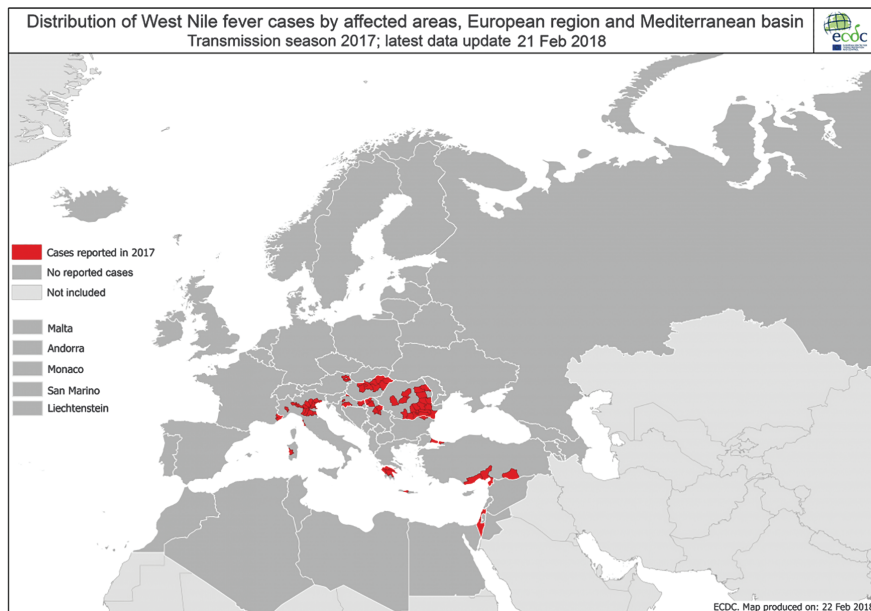 Distribution of West Nile fever cases by affected areas, European region and Mediterranean basin
Transmission season 2017; latest data update 21 Feb 2018
ecdc
Cases reported in 2017
No reported cases
Not included
Malta
Andorra
Monaco
San Marino
Liechtenstein
ECDC. Map produced on: 22 Feb 2018